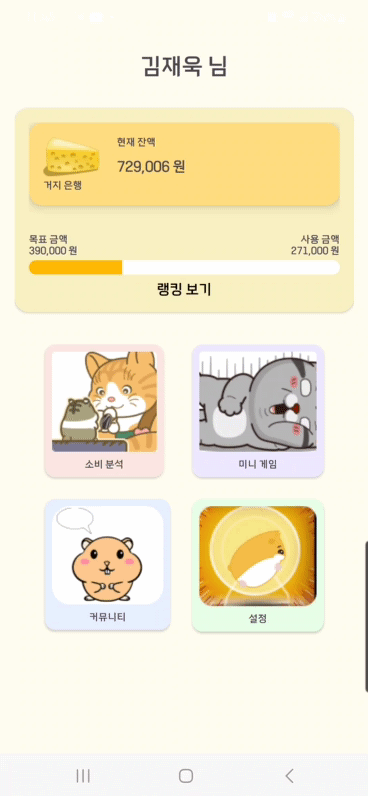 김재욱 님
현재 잔액
729,006 원
거지 은행
목표 금액
390,000 원
사용 금액
271,000 원
랭킹 보기
소비 분석
미니 게임
커뮤니티
설정